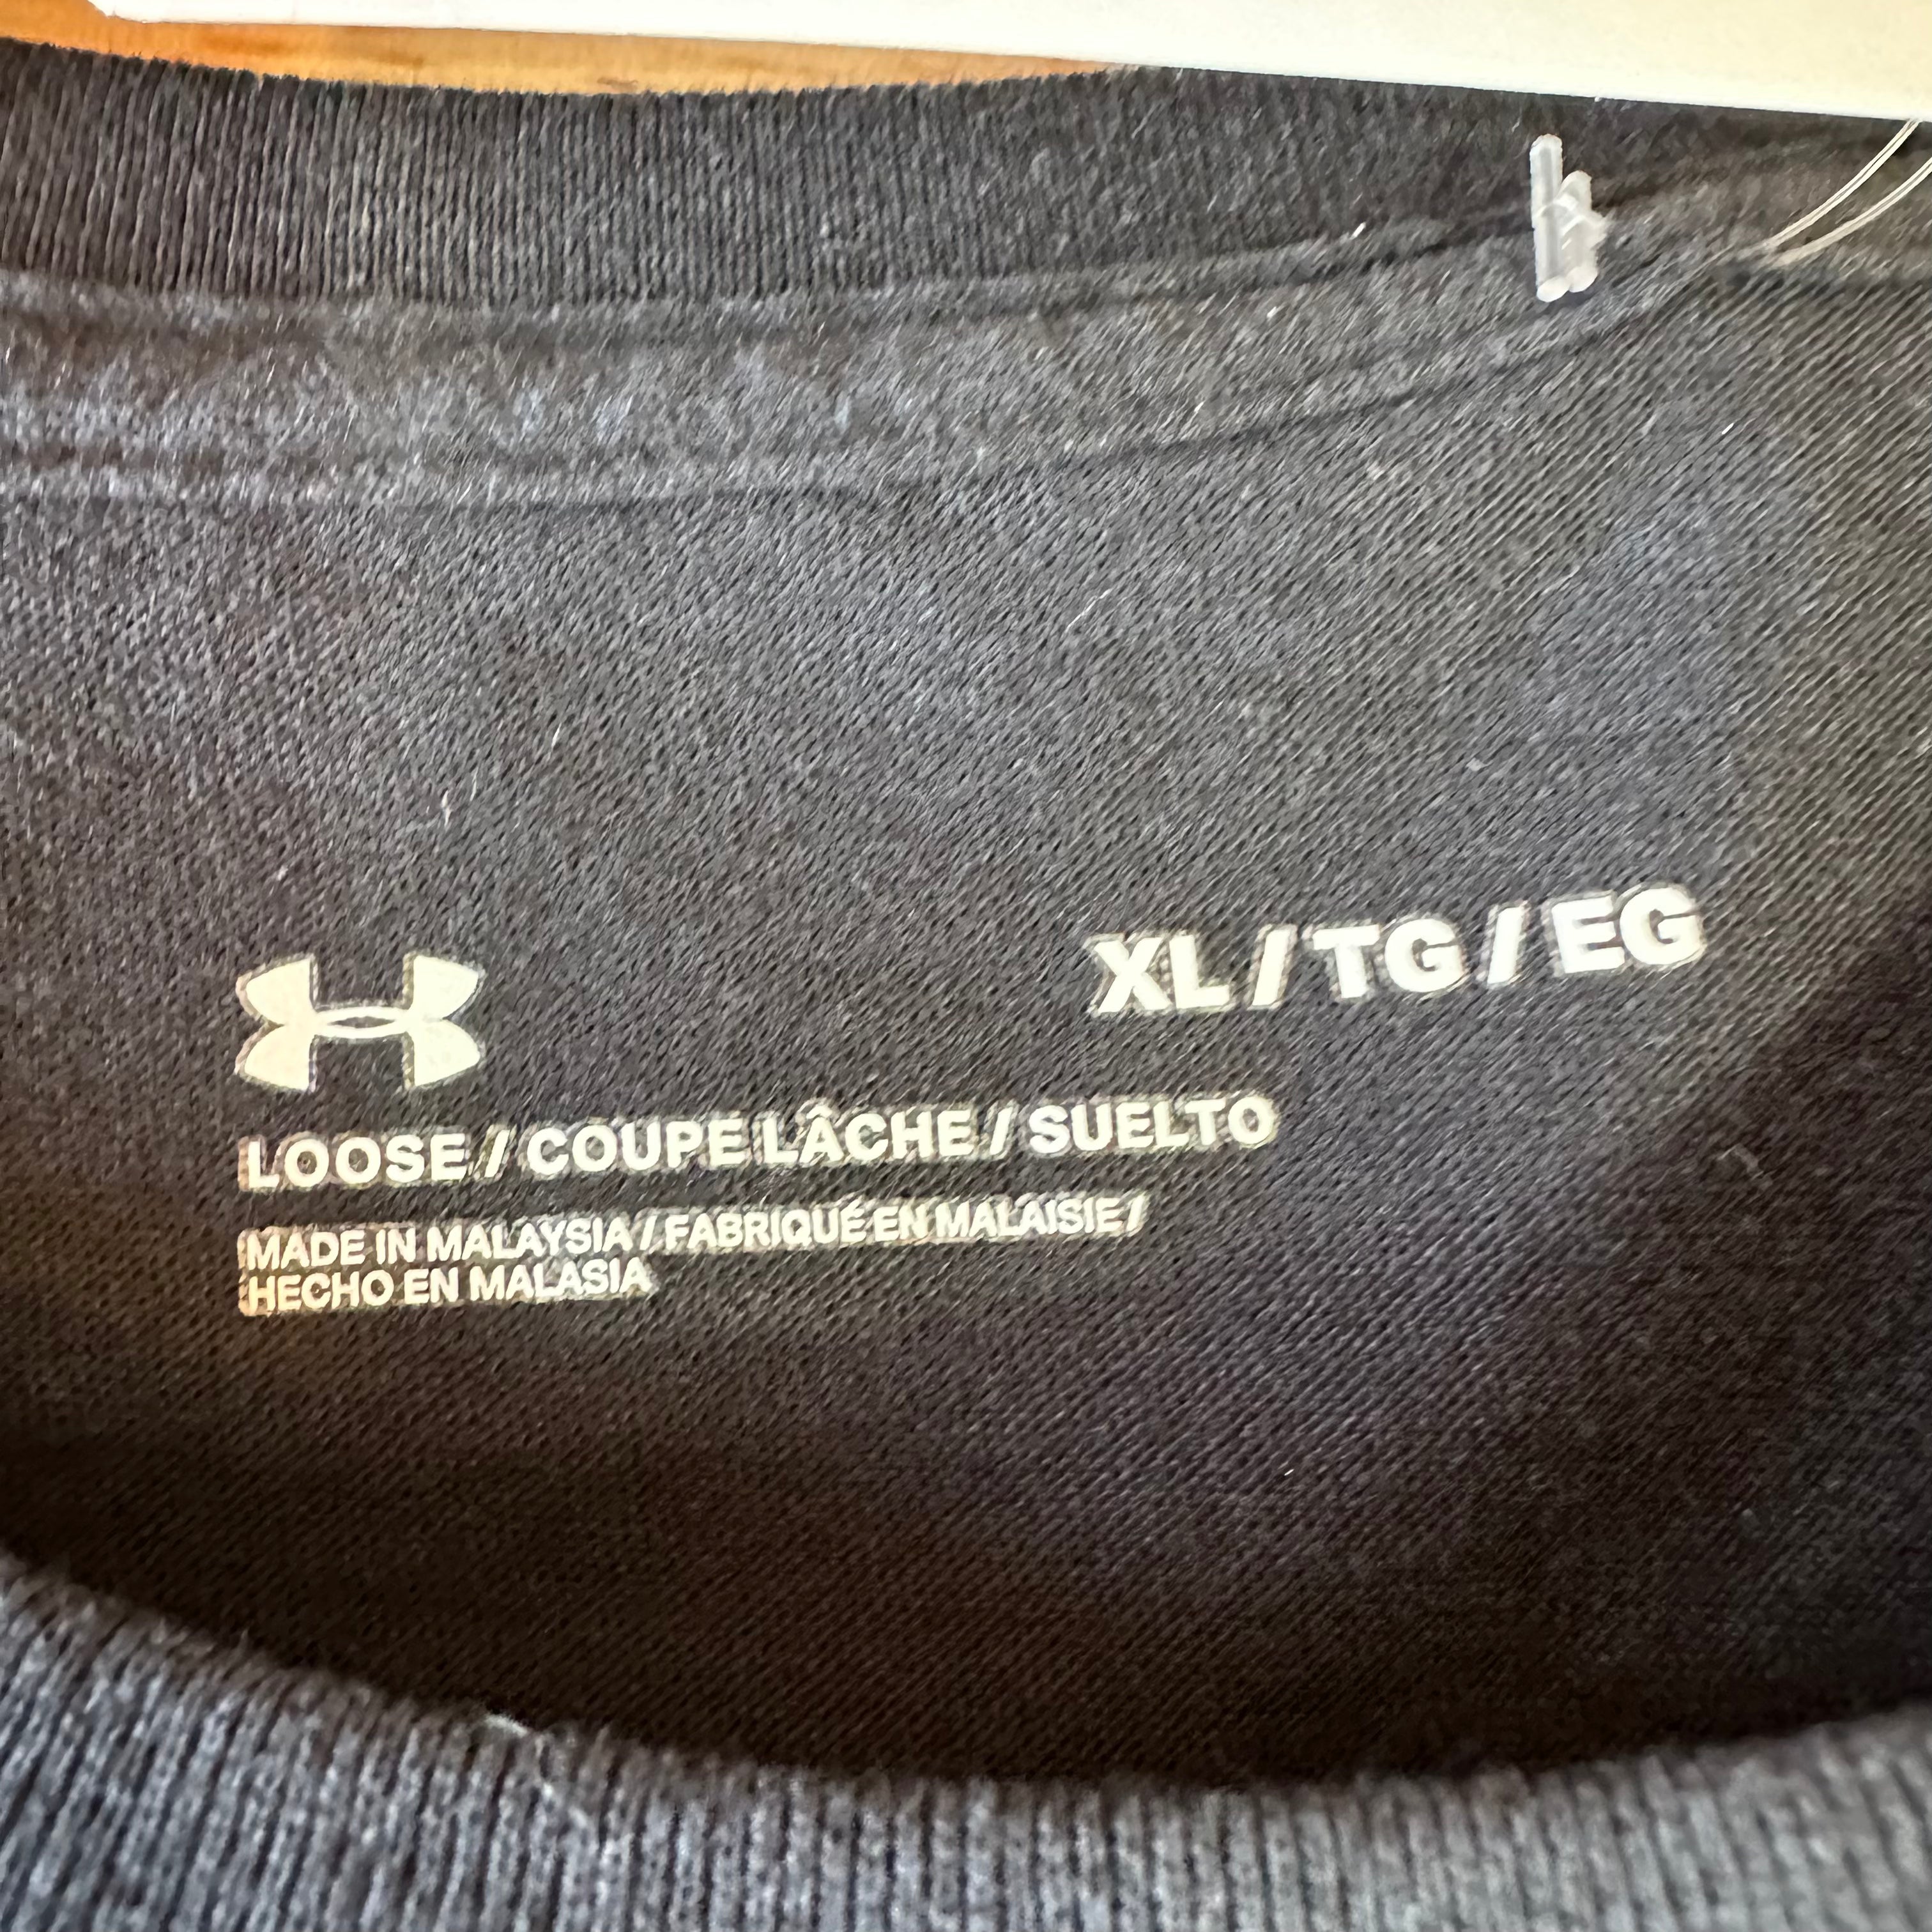 XL / TG / EG
LOOSE / COUPE LÂCHE / SUELTO
MADE IN MALAYSIA / FABRIQUÉ EN MALAISIE /
HECHO EN MALASIA